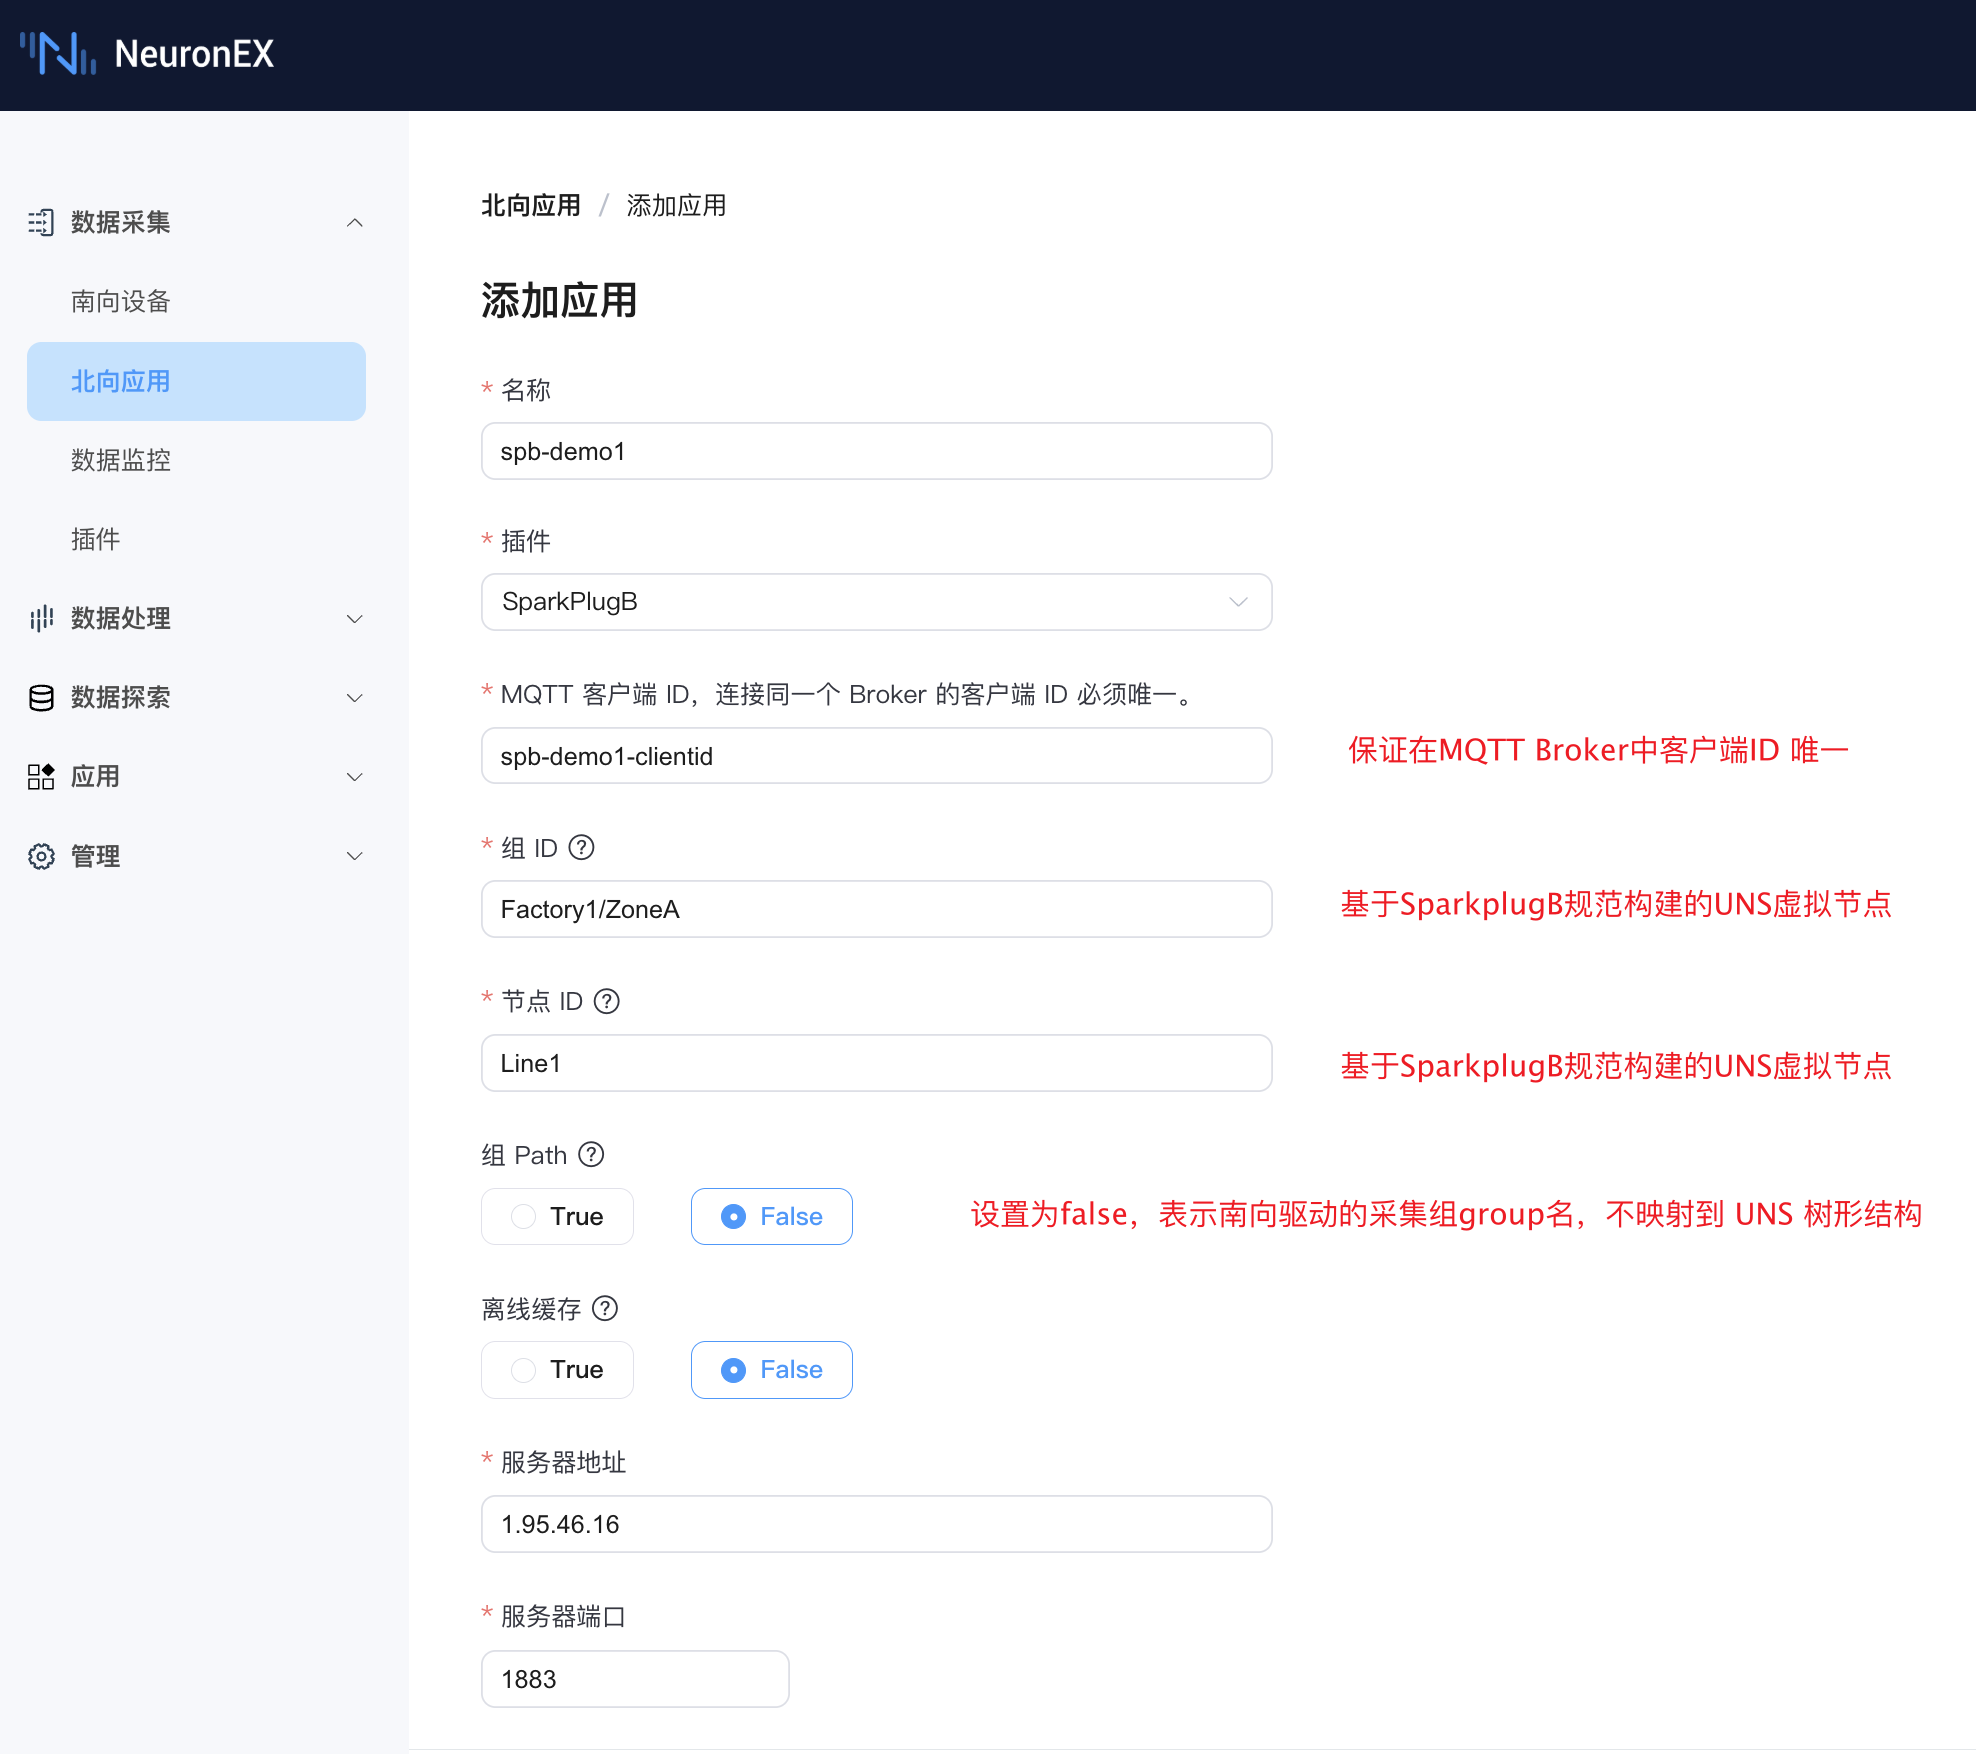 NeuronEX
数据采集
南向设备
北向应用
数据监控
插件
数据处理
数据探索
应用
管理
北向应用 / 添加应用
添加应用
* 名称
spb-demo1
* 插件
SparkPlugB
* MQTT 客户端 ID，连接同一个 Broker 的客户端 ID 必须唯一。
spb-demo1-clientid
保证在MQTT Broker中客户端ID 唯一
* 组 ID ?
Factory1/ZoneA
基于SparkplugB规范构建的UNS虚拟节点
* 节点 ID ?
Line1
基于SparkplugB规范构建的UNS虚拟节点
组 Path ?
True False
设置为false，表示南向驱动的采集组group名，不映射到 UNS 树形结构
离线缓存 ?
True False
* 服务器地址
1.95.46.16
* 服务器端口
1883